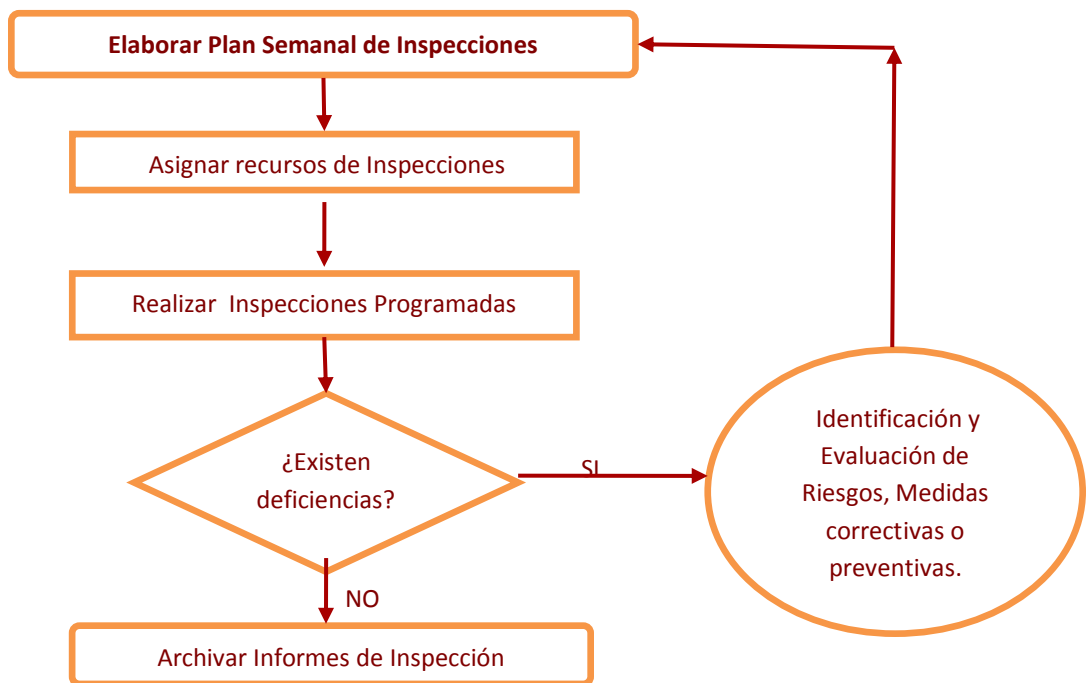 Elaborar Plan Semanal de Inspecciones
Asignar recursos de Inspecciones
Realizar Inspecciones Programadas
¿Existen
deficiencias?
SI
Identificación y
Evaluación de
Riesgos, Medidas
correctivas o
preventivas.
NO
Archivar Informes de Inspección